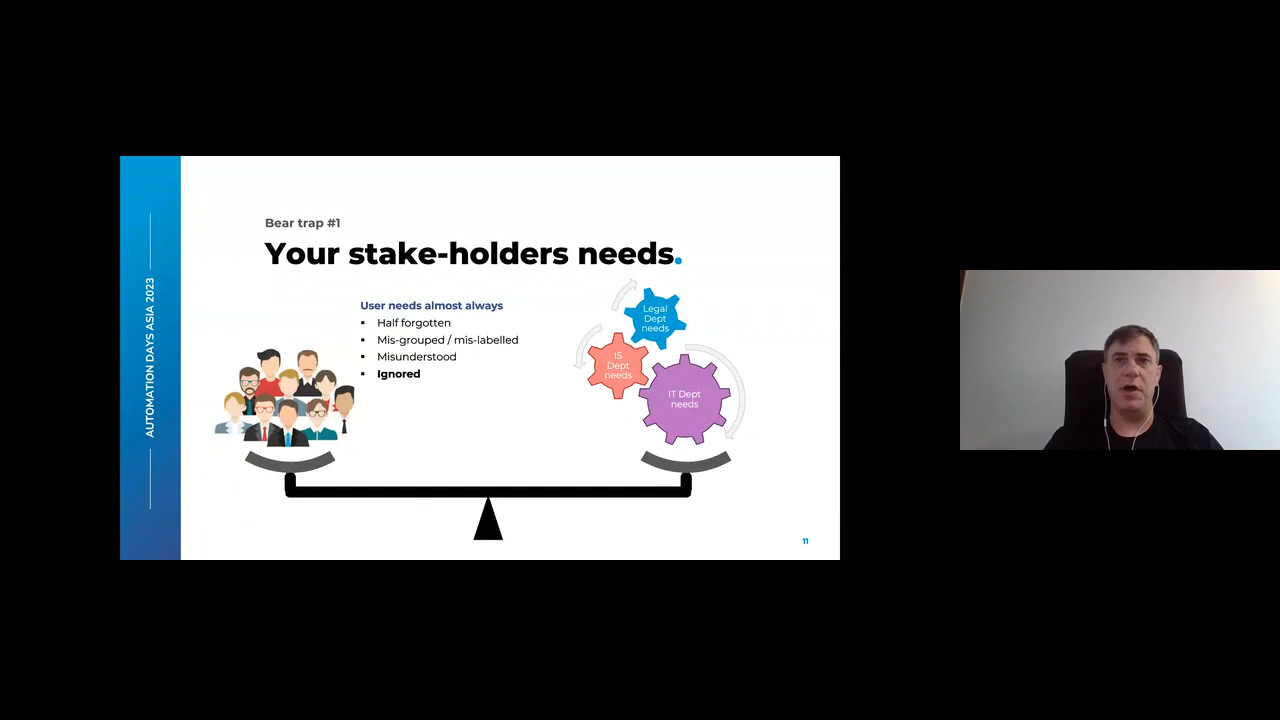 AUTOMATION DAYS ASIA 2023
Bear trap #1
Your stake-holders needs.
User needs almost always
▪ Half forgotten
▪ Mis-grouped / mis-labelled
▪ Misunderstood
▪ Ignored
Legal
Dept
needs
IS
Dept
needs
IT Dept
needs
11